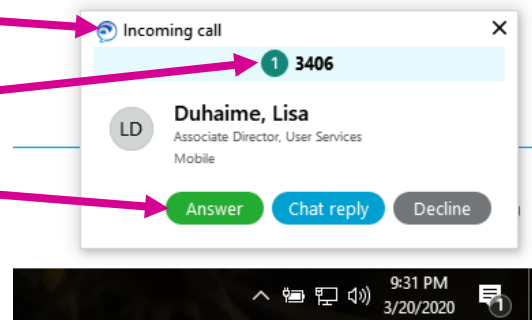 Incoming call
1 3406
LD
Duhaime, Lisa
Associate Director, User Services
Mobile
Answer Chat reply Decline
9:31 PM
3/20/2020
1